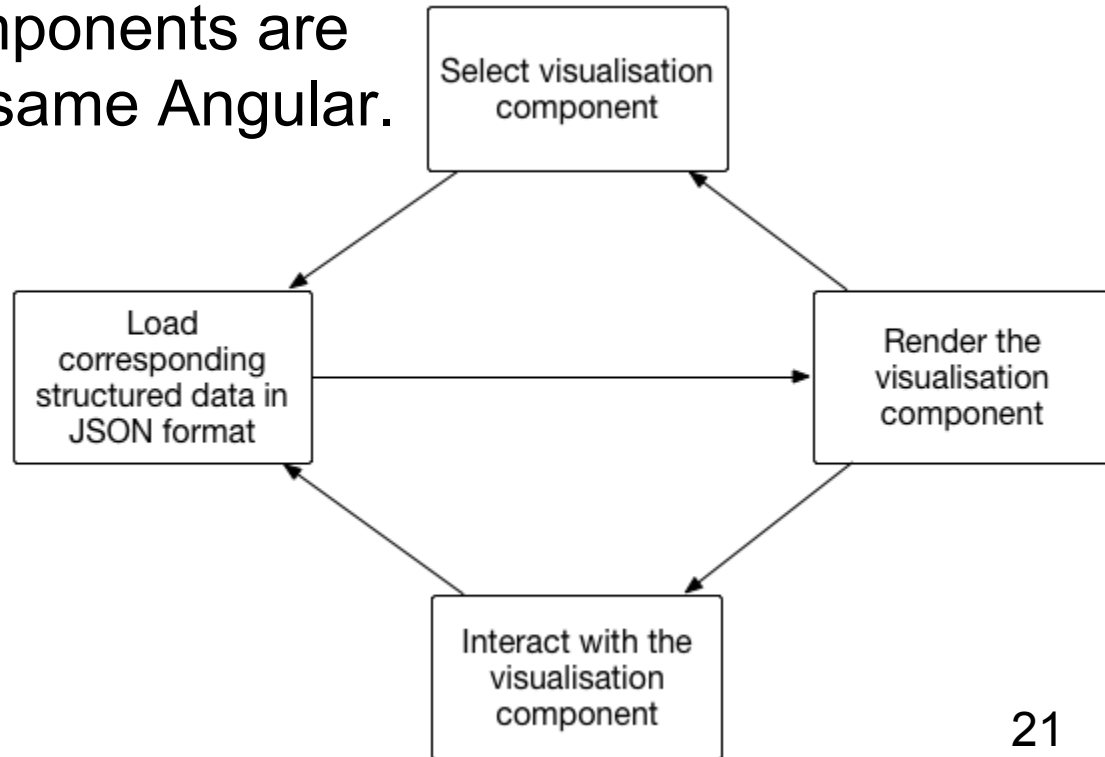 components are
same Angular.
Select visualisation
component
Load
corresponding
structured data in
JSON format
Render the
visualisation
component
Interact with the
visualisation
component
21